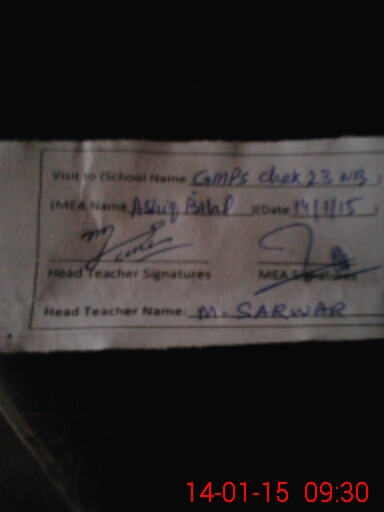 Visit to (School Name GMPS chak 23 NB)
(MEA Name Ashiq Bilal )(Date 14/1/15
Head Teacher Signatures MEA Signatures
Head Teacher Name: M. SARWAR
14-01-15 09:30